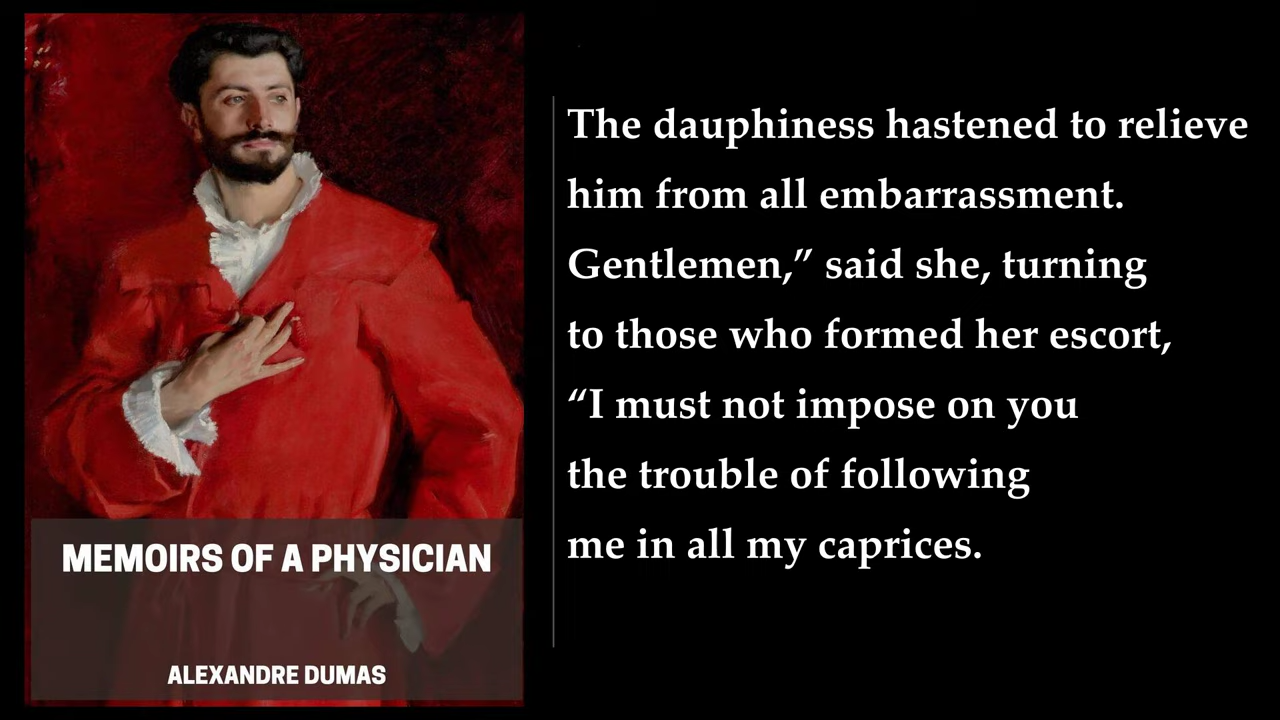 MEMOIRS OF A PHYSICIAN
ALEXANDRE DUMAS
The dauphiness hastened to relieve
him from all embarrassment.
Gentlemen,” said she, turning
to those who formed her escort,
“I must not impose on you
the trouble of following
me in all my caprices.